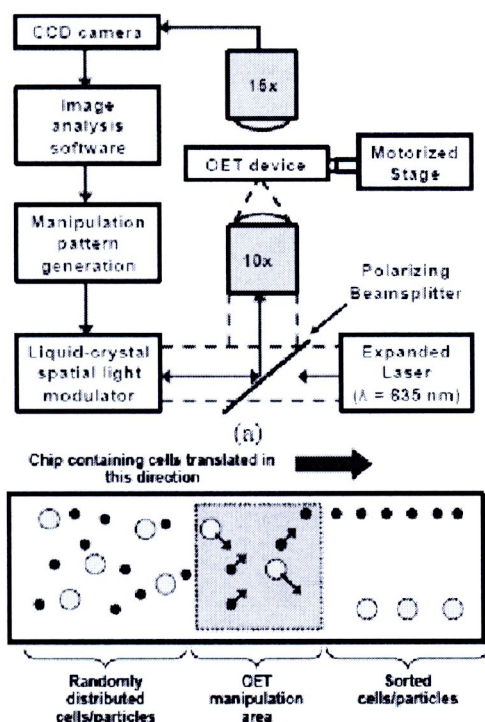 CCD camera
Image
analysis
software
Manipulation
pattern
generation
Liquid-crystal
spatial light
modulator
15x
OET device
Motorized
Stage
10x
Polarizing
Beamsplitter
Expanded
Laser
(λ = 635 nm)
(a)
Chip containing cells translated in
this direction
Randomly
distributed
cells/particles
OET
manipulation
area
Sorted
cells/particles